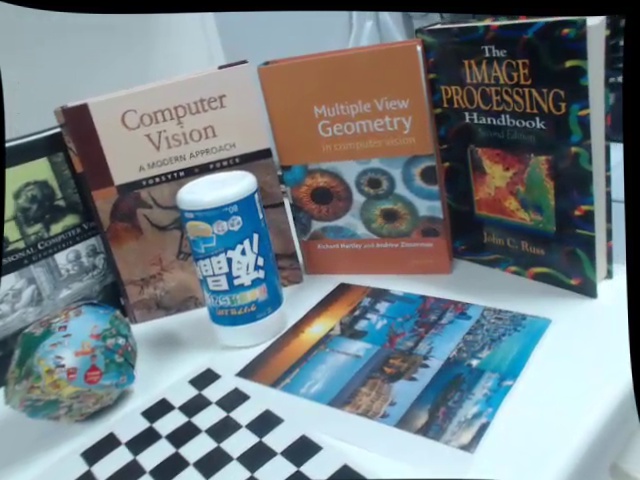 Computer
Vision
A MODERN APPROACH
FORSYTH • PONCE
Multiple View
Geometry
in computer vision
Richard Hartley and Andrew Zisserman
The
IMAGE
PROCESSING
Handbook
Second Edition
John C. Russ